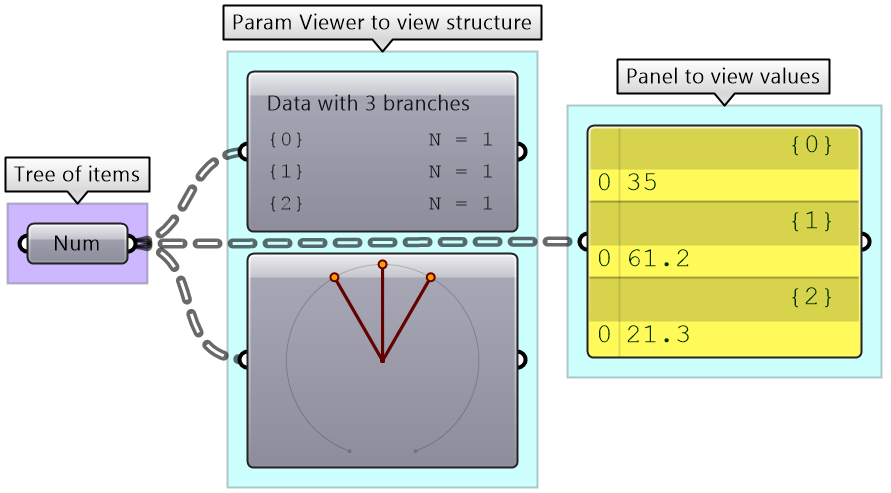 Param Viewer to view structure
Panel to view values
Tree of items
Num
Data with 3 branches
{0} N = 1
{1} N = 1
{2} N = 1
{0}
0 35
{1}
0 61.2
{2}
0 21.3